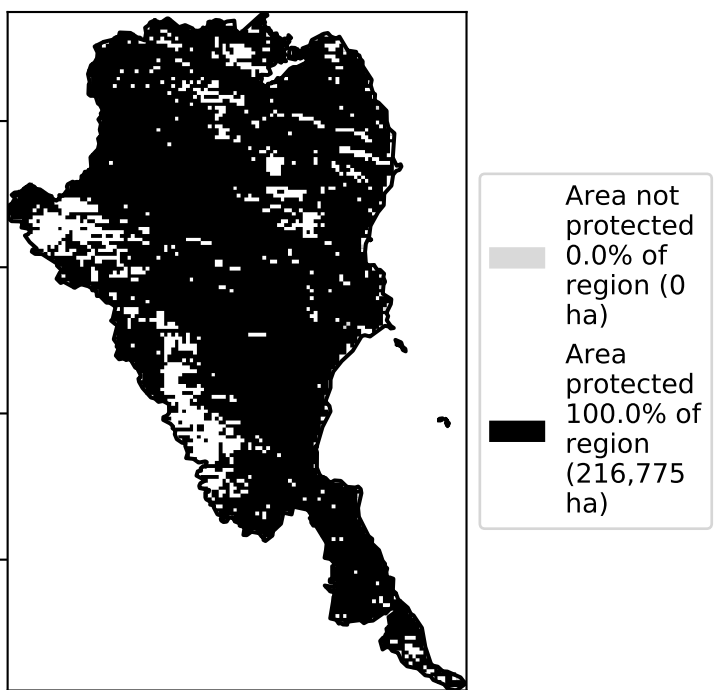 Area not
protected
0.0% of
region (0
ha)
Area
protected
100.0% of
region
(216,775
ha)